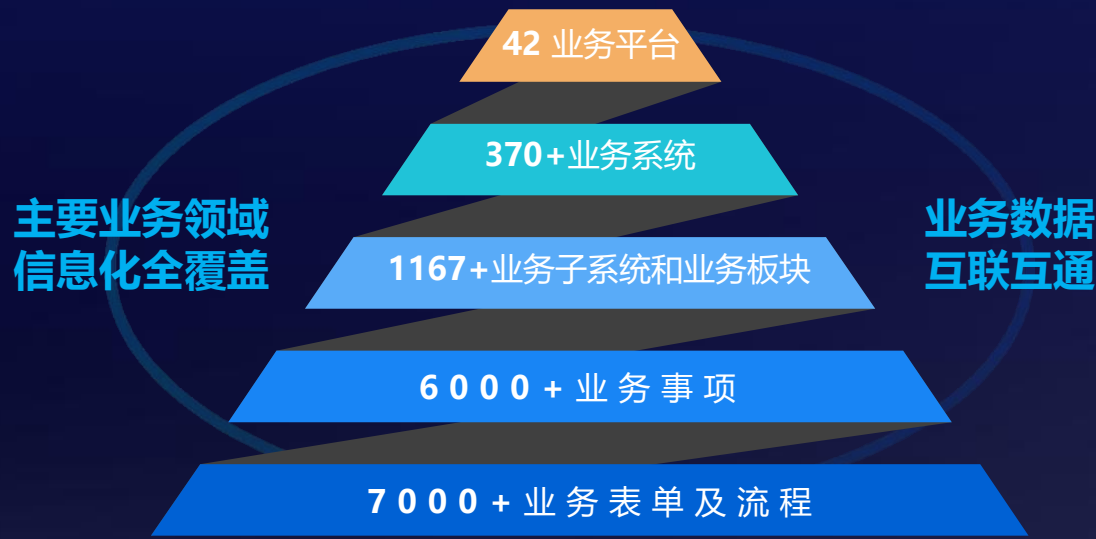 42 业务平台
370+业务系统
主要业务领域
信息化全覆盖
业务数据
互联互通
1167+业务子系统和业务板块
6000+业务事项
7000+业务表单及流程